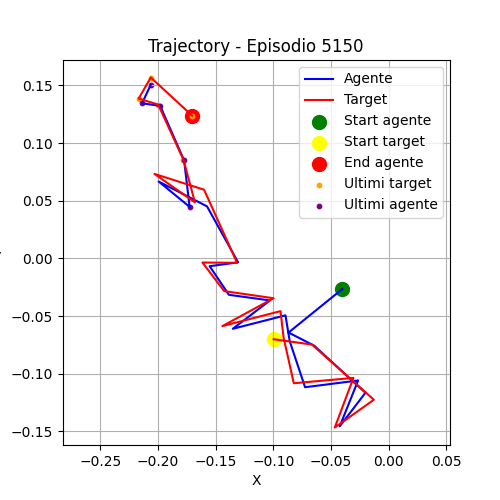 Trajectory - Episodio 5150
Agente
Target
Start agente
Start target
End agente
Ultimi target
Ultimi agente
0.15
0.10
0.05
0.00
−0.05
−0.10
−0.15
−0.25 −0.20 −0.15 −0.10 −0.05 0.00 0.05
X